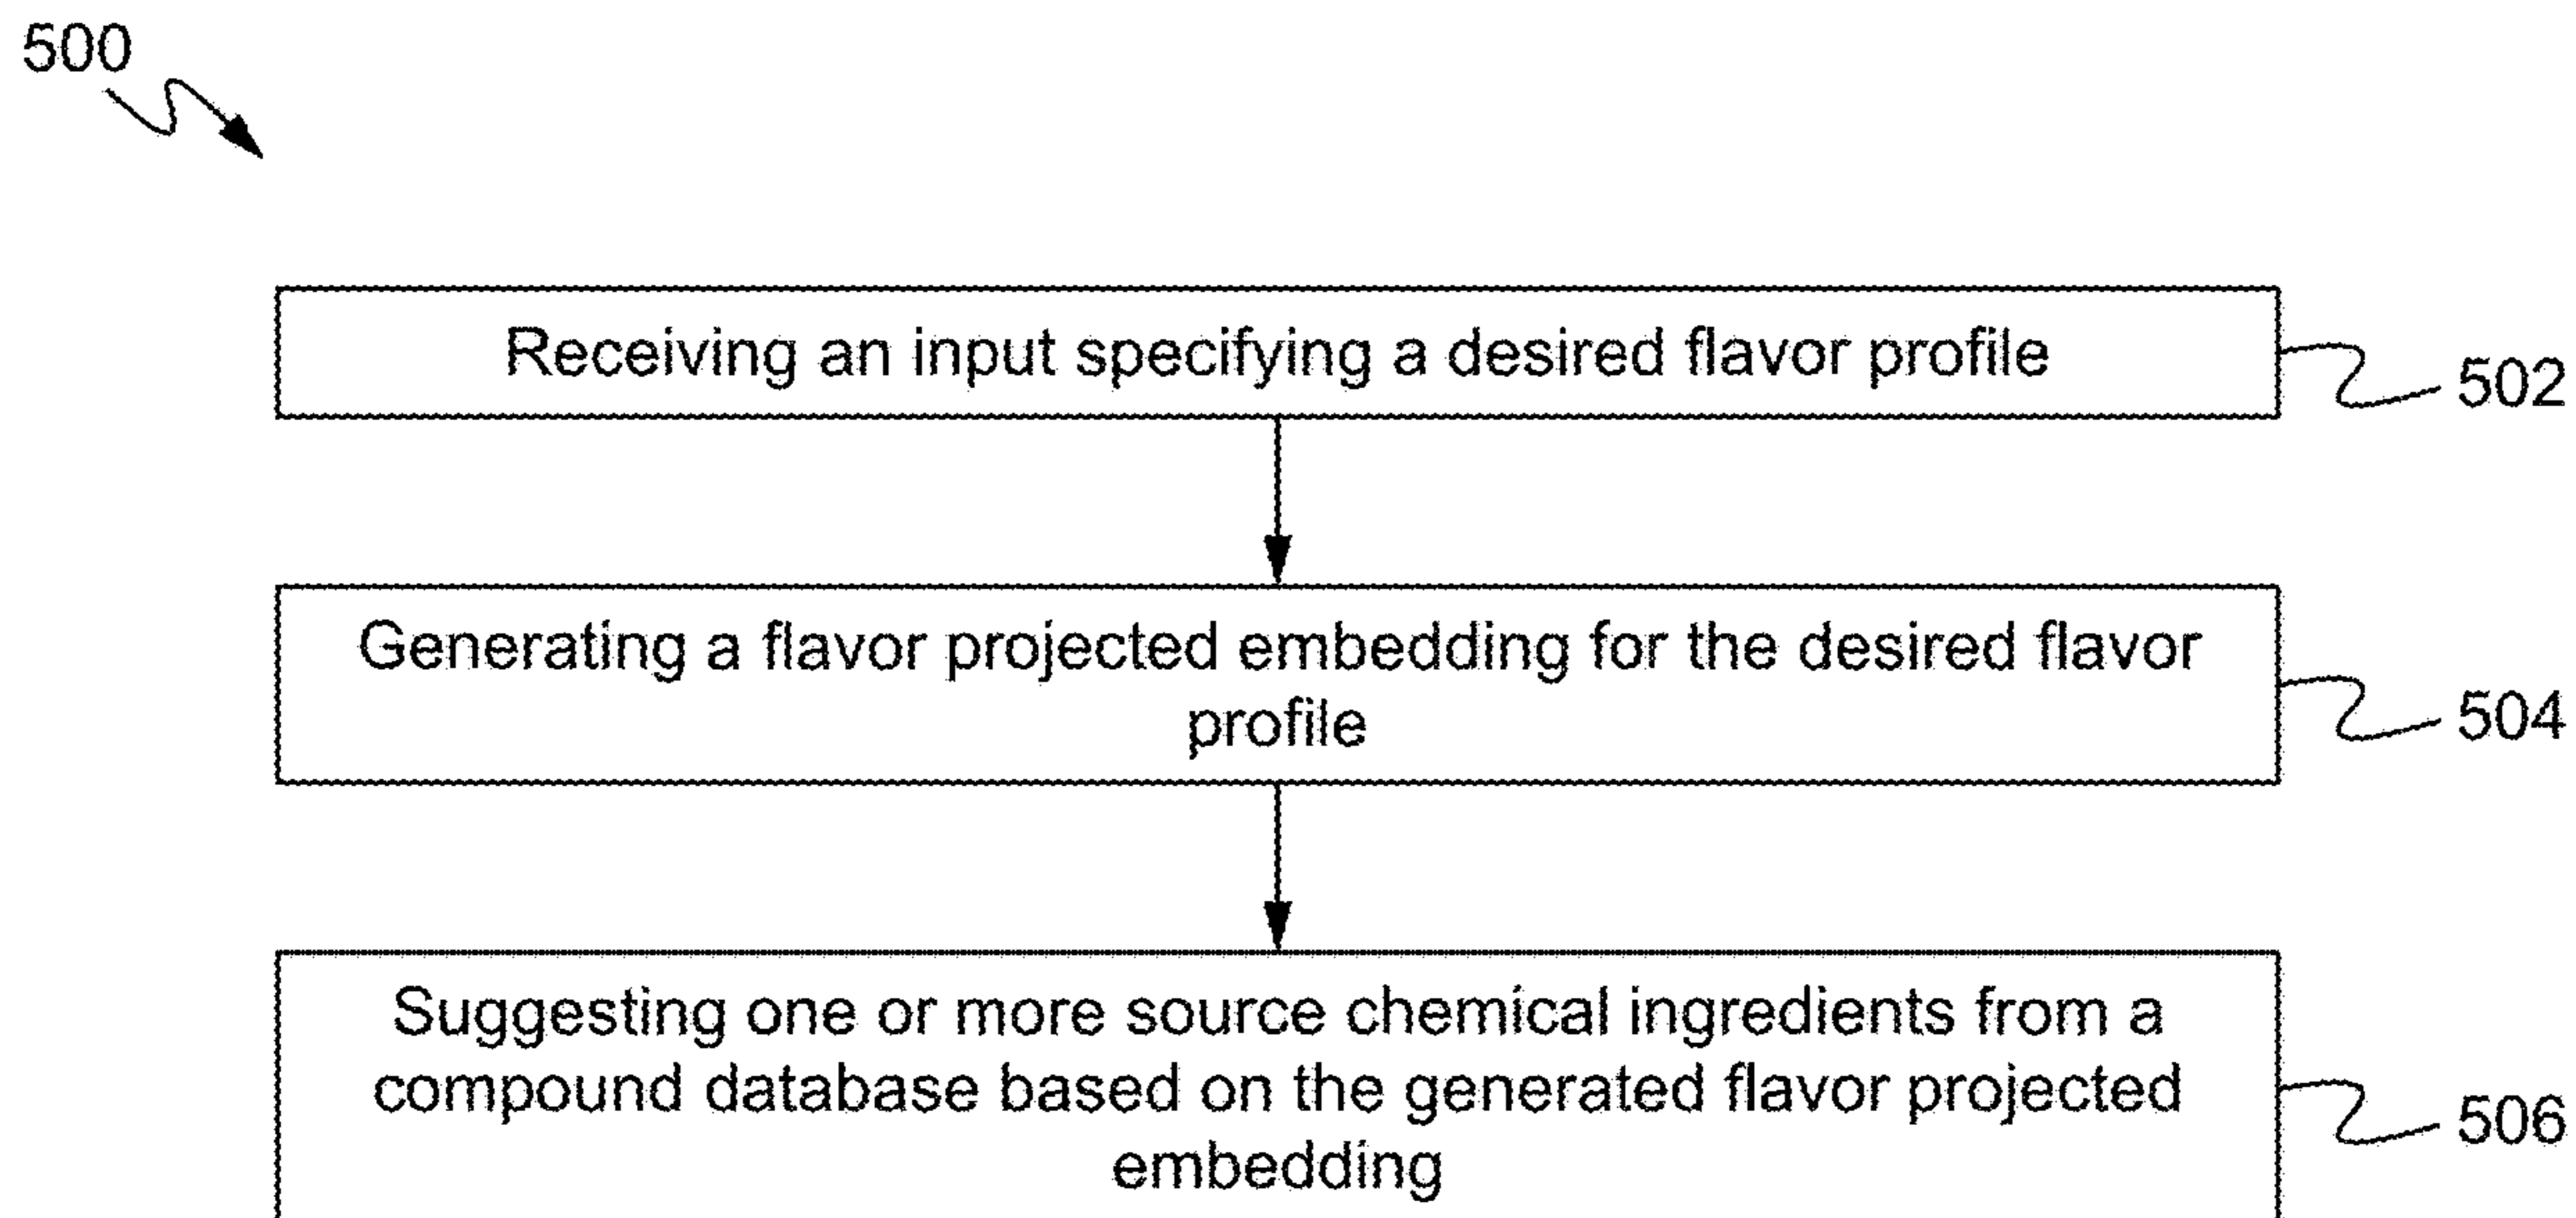 500
Receiving an input specifying a desired flavor profile
502
Generating a flavor projected embedding for the desired flavor
profile
504
Suggesting one or more source chemical ingredients from a
compound database based on the generated flavor projected
embedding
506